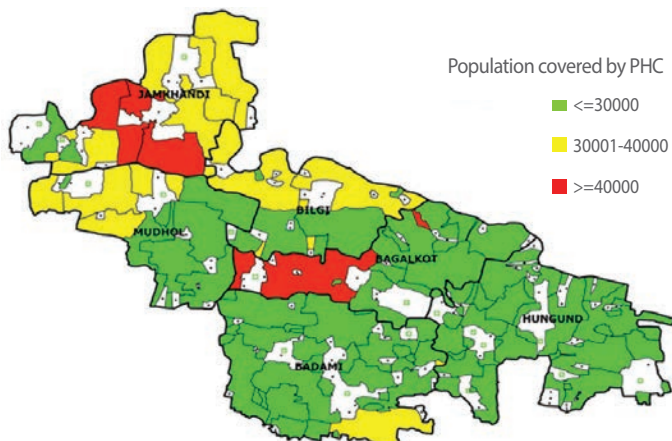 JAMKHANDI
Population covered by PHC
<=30000
30001-40000
>=40000
BILGI
MUDHOL
BAGALKOT
HUNGUND
BADAMI